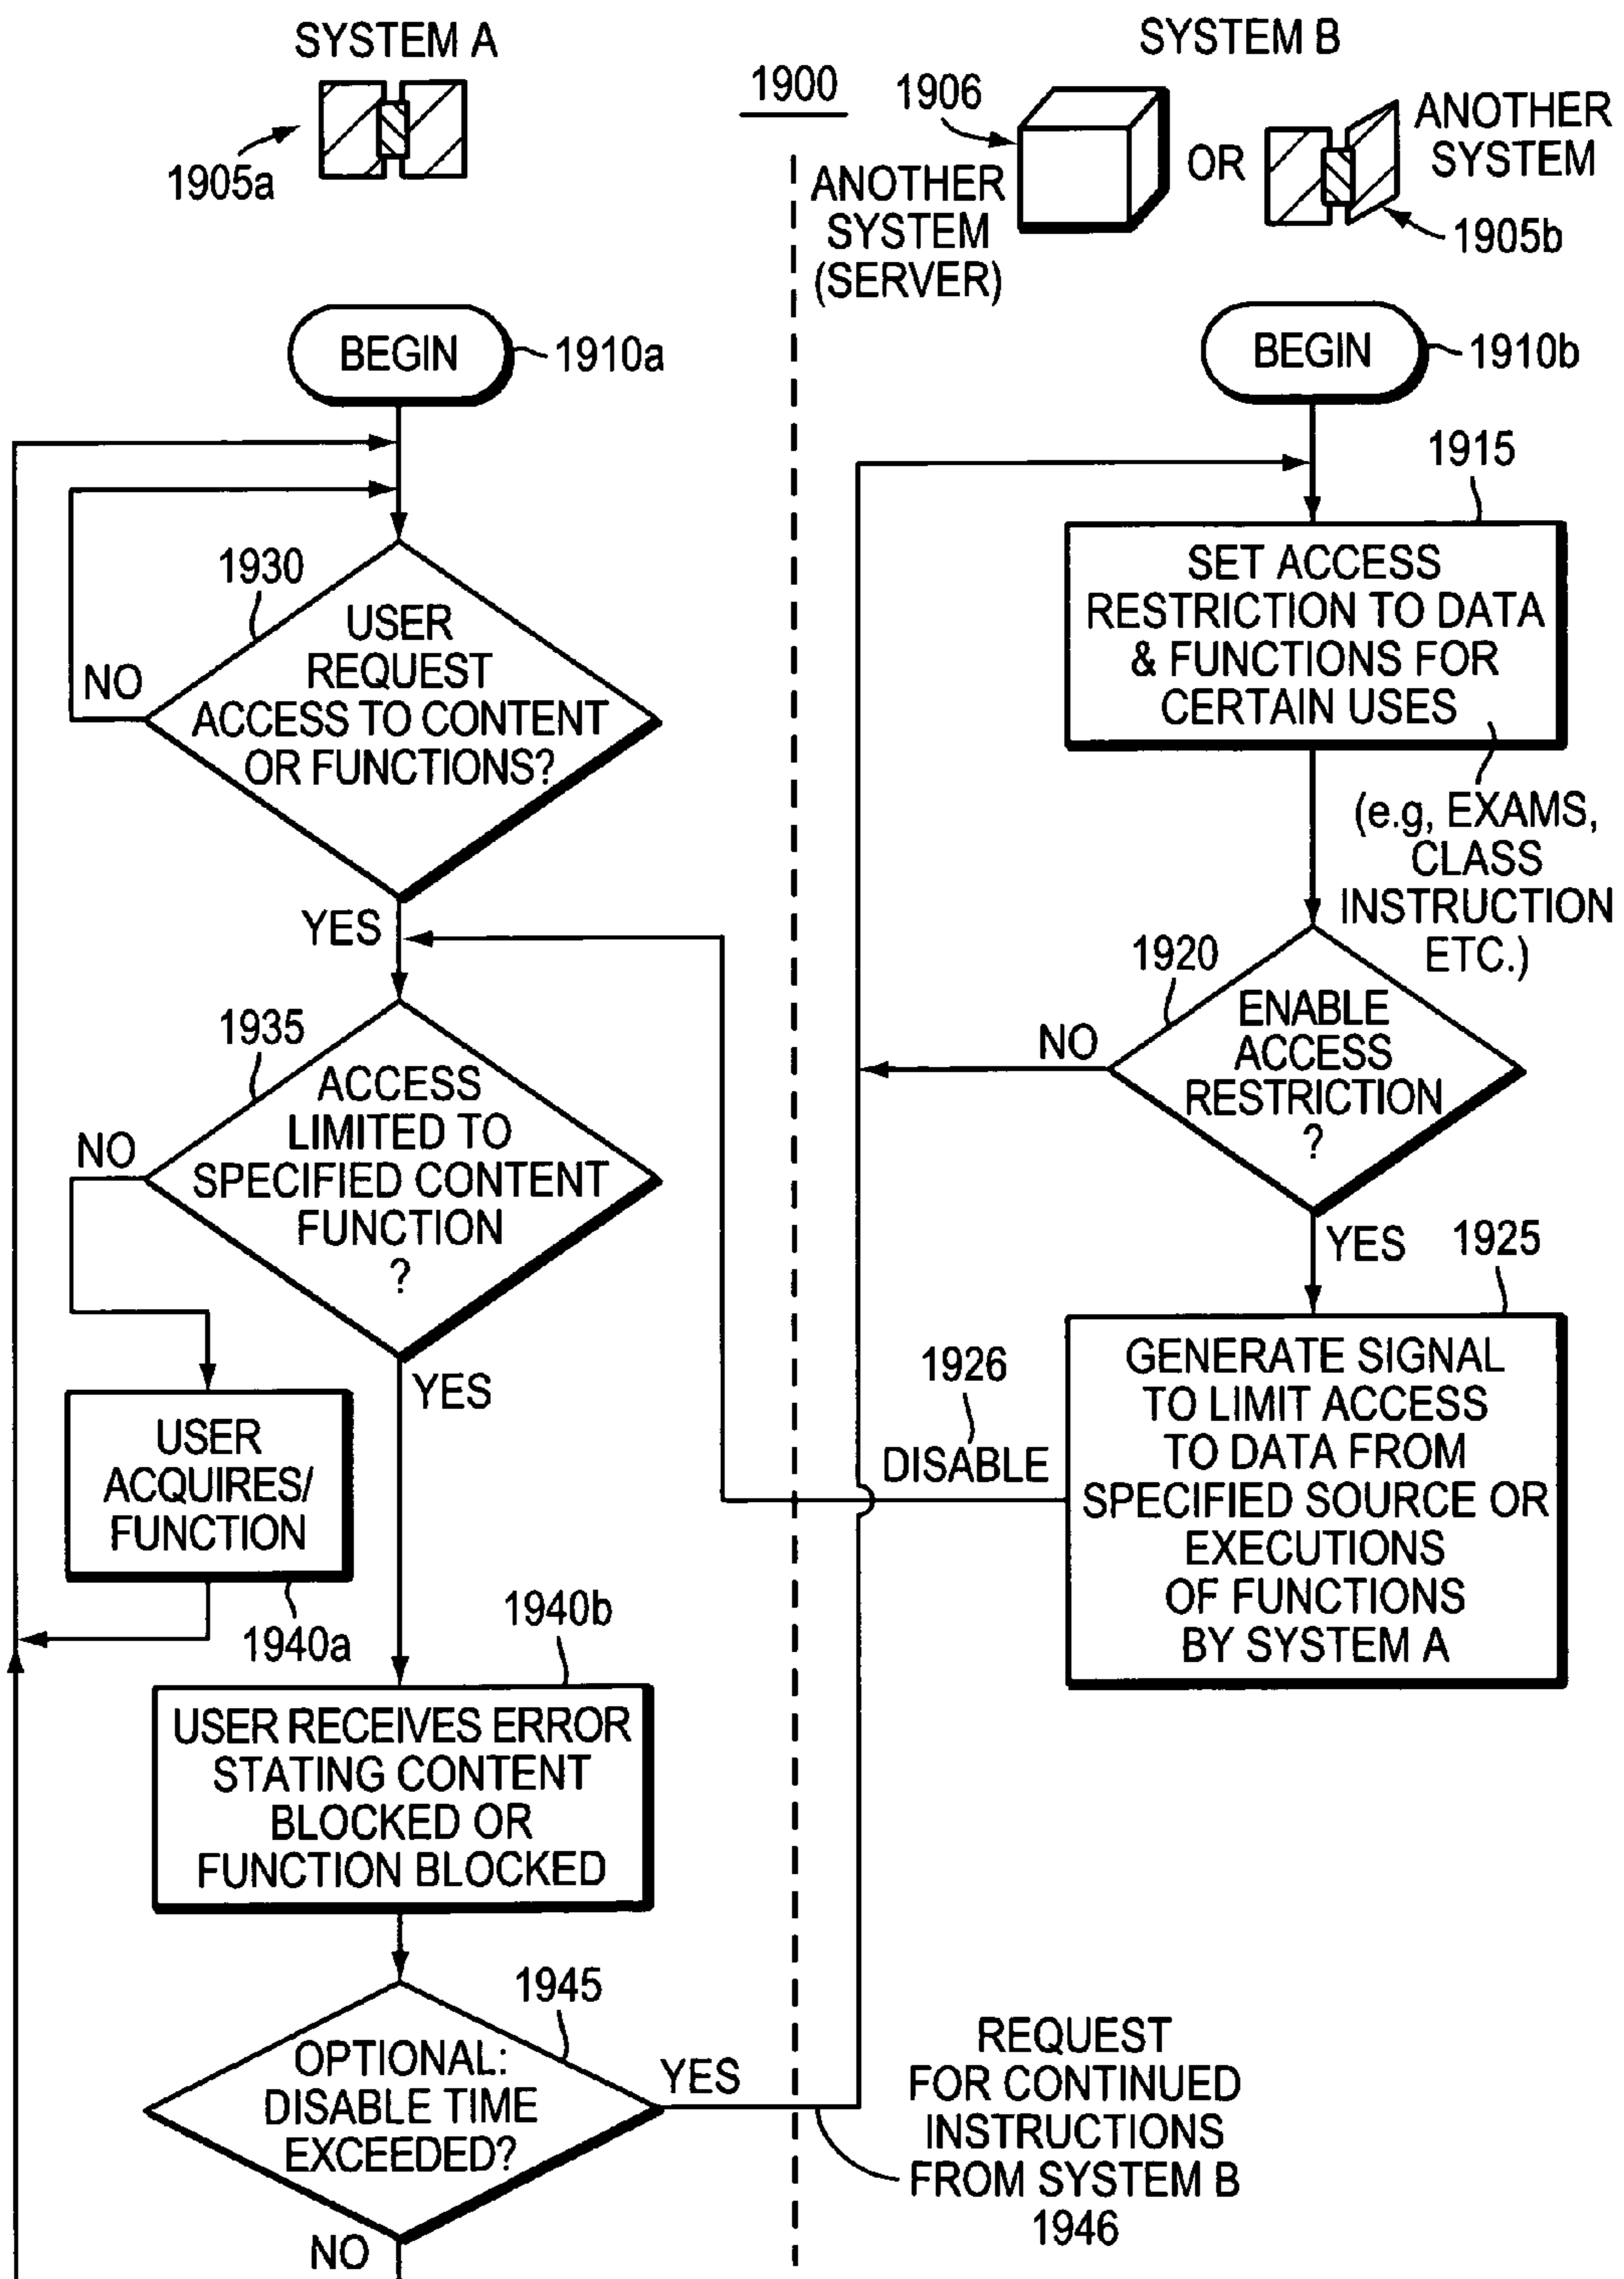 SYSTEM A
1905a
1900
SYSTEM B
1906
ANOTHER
SYSTEM
(SERVER)
OR
ANOTHER
SYSTEM
1905b
BEGIN
1910a
1930
USER
REQUEST
ACCESS TO CONTENT
OR FUNCTIONS?
NO
YES
1935
ACCESS
LIMITED TO
SPECIFIED CONTENT
FUNCTION
?
NO
YES
USER
ACQUIRES/
FUNCTION
1940a
1940b
USER RECEIVES ERROR
STATING CONTENT
BLOCKED OR
FUNCTION BLOCKED
1945
OPTIONAL:
DISABLE TIME
EXCEEDED?
YES
NO
BEGIN
1910b
1915
SET ACCESS
RESTRICTION TO DATA
& FUNCTIONS FOR
CERTAIN USES
(e.g, EXAMS,
CLASS
INSTRUCTION
ETC.)
1920
ENABLE
ACCESS
RESTRICTION
?
NO
YES
1925
GENERATE SIGNAL
TO LIMIT ACCESS
TO DATA FROM
SPECIFIED SOURCE OR
EXECUTIONS
OF FUNCTIONS
BY SYSTEM A
1926
DISABLE
REQUEST
FOR CONTINUED
INSTRUCTIONS
FROM SYSTEM B
1946